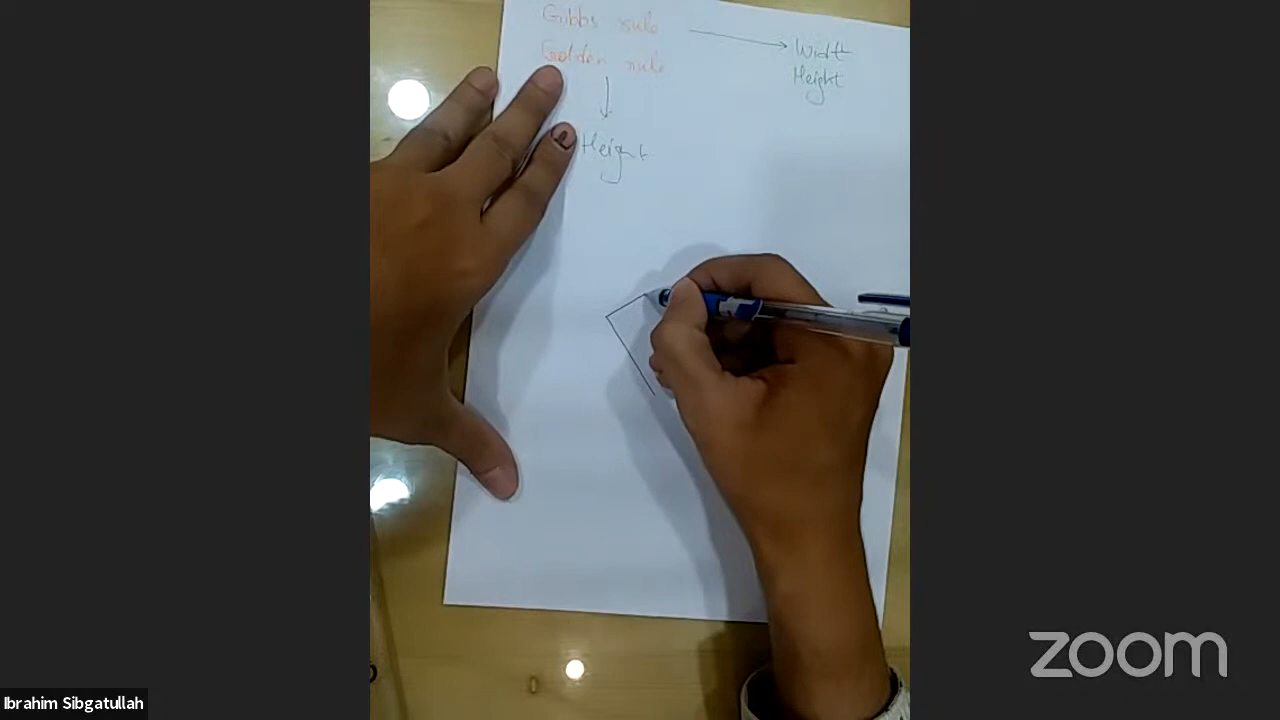 Gibbs rule
Golden rule
Width
Height
Height
Ibrahim Sibgatullah
zoom